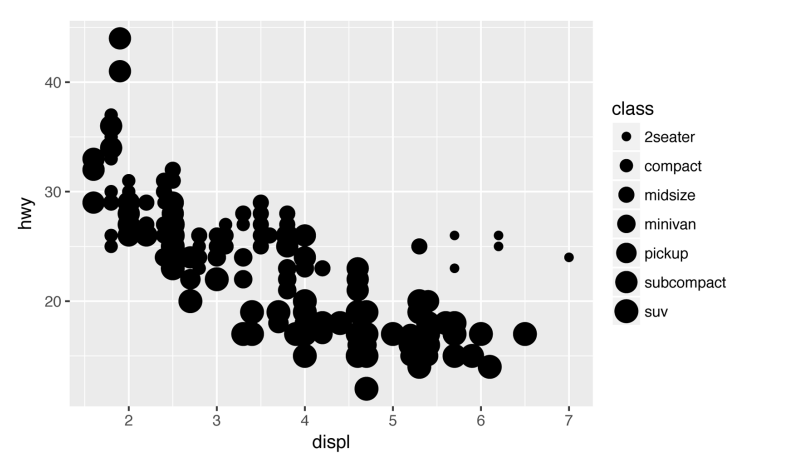 hwy
40
30
20
2
3
4
5
6
7
displ
class
2seater
compact
midsize
minivan
pickup
subcompact
suv